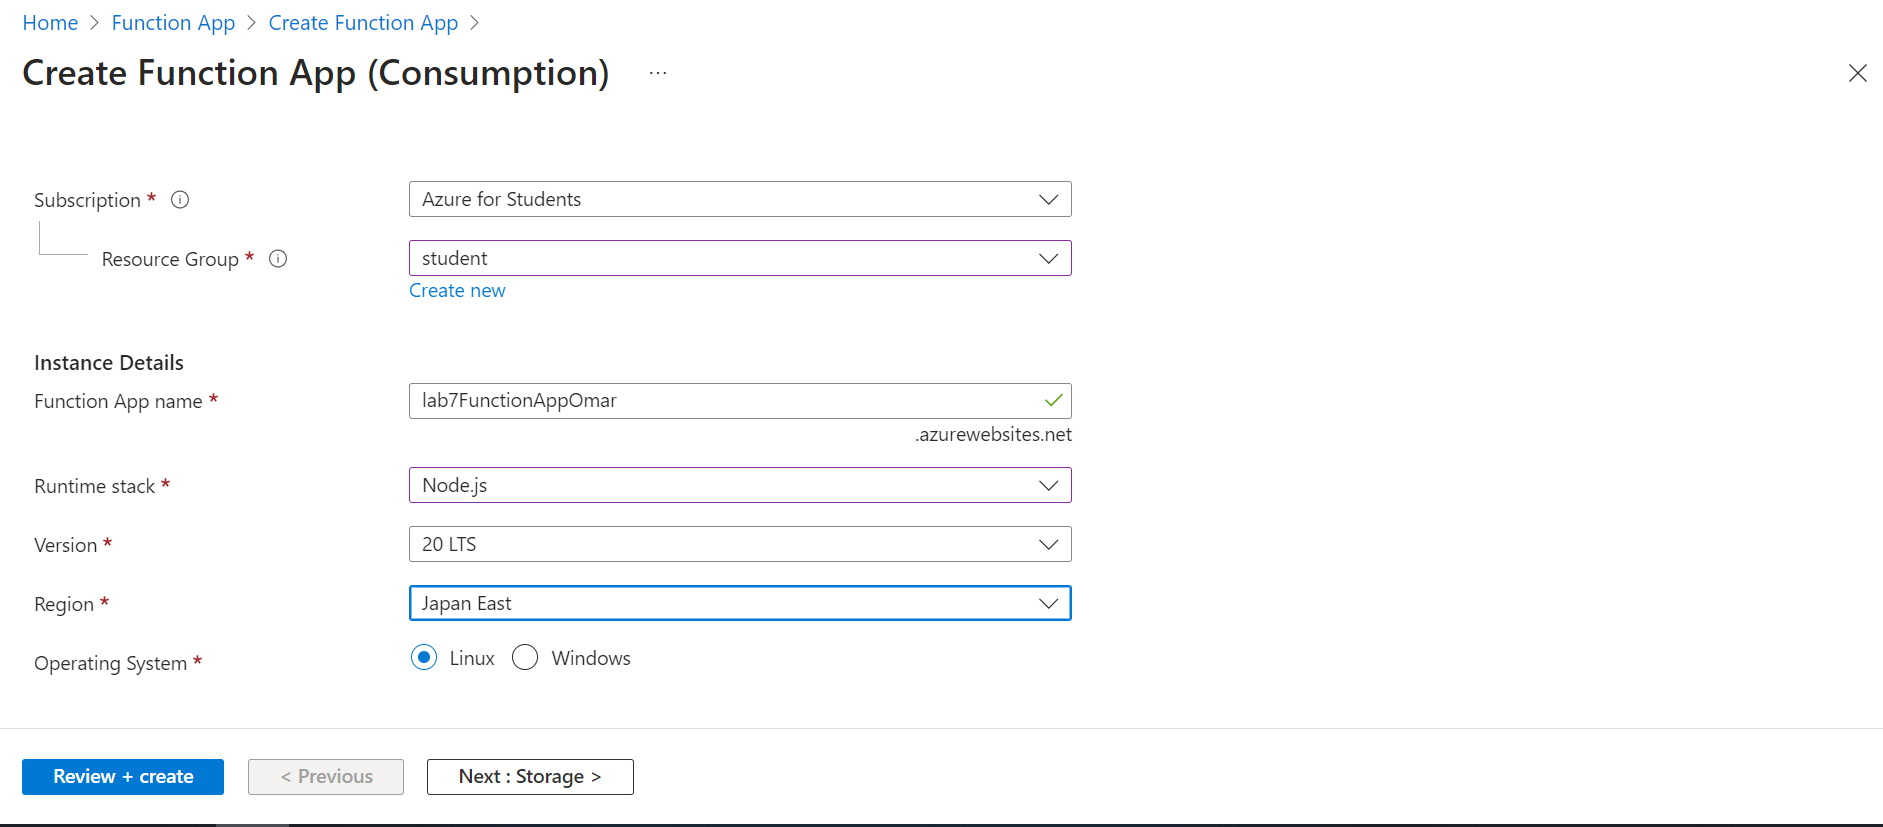 Home > Function App > Create Function App >
Create Function App (Consumption) ...
Subscription * Azure for Students
Resource Group * student
Create new
Instance Details
Function App name * lab7FunctionAppOmar
.azurewebsites.net
Runtime stack * Node.js
Version * 20 LTS
Region * Japan East
Operating System * Linux Windows
Review + create < Previous Next : Storage >